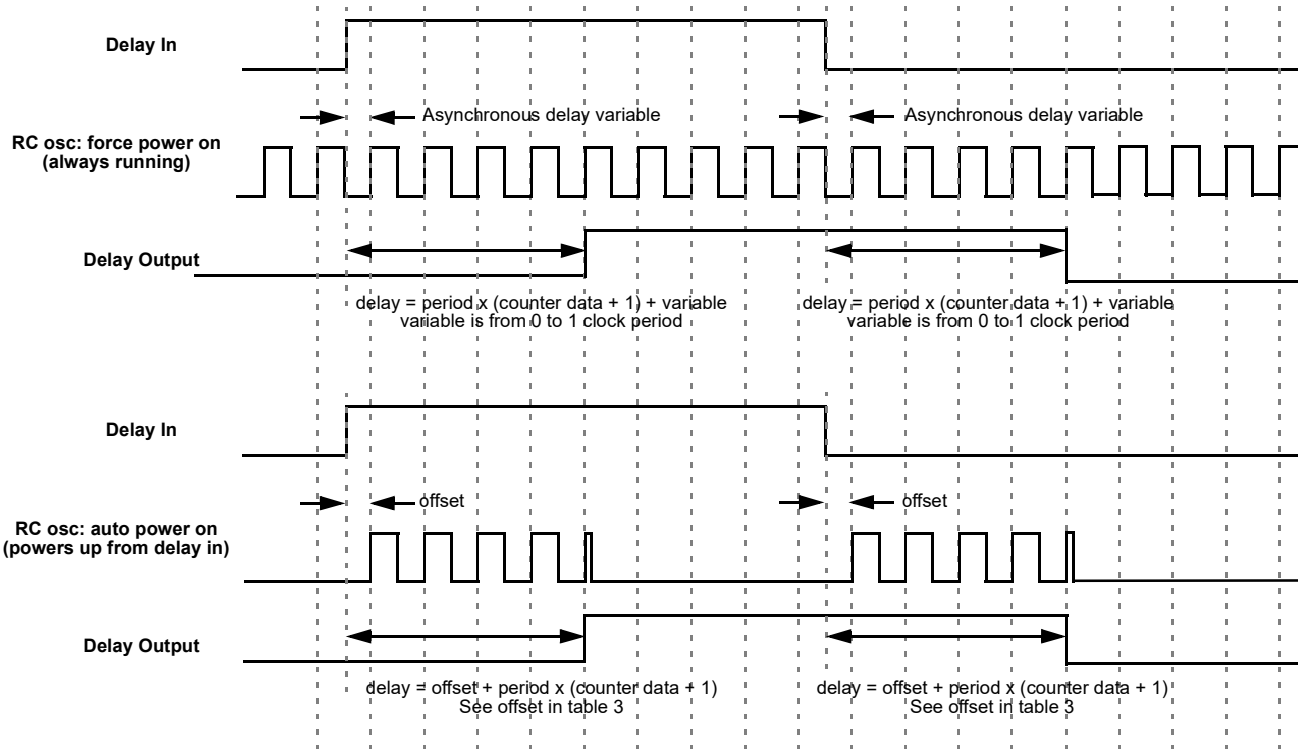 Delay In
Asynchronous delay variable
Asynchronous delay variable
RC osc: force power on
(always running)
Delay Output
delay = period x (counter data + 1) + variable
variable is from 0 to 1 clock period
delay = period x (counter data + 1) + variable
variable is from 0 to 1 clock period
Delay In
offset
offset
RC osc: auto power on
(powers up from delay in)
Delay Output
delay = offset + period x (counter data + 1)
See offset in table 3
delay = offset + period x (counter data + 1)
See offset in table 3